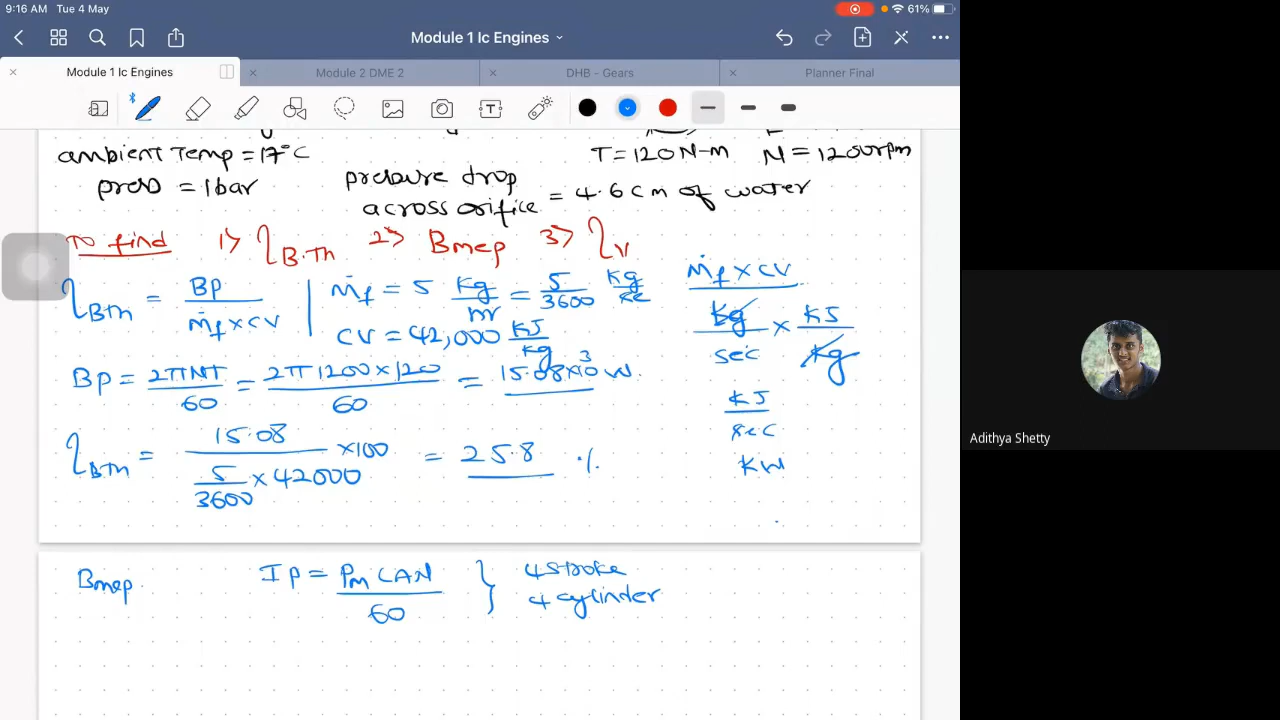 9:16 AM Tue 4 May
61%
Module 1 Ic Engines
Module 1 Ic Engines
Module 2 DME 2
DHB - Gears
Planner Final
ambient Temp = 17°C
T = 120 N-m N = 1200 rpm
press = 1 bar
pressure drop
across orifice = 4.6 cm of water
To find 1> η B.Th 2> Bmep 3> η v
η BTh = BP / ṁf × CV | ṁf = 5 kg/hr = 5/3600 kg/sec
CV = 42,000 kJ/kg
ṁf × CV
kg/sec × kJ/kg
BP = 2πNT/60 = 2π 1200 × 120/60 = 15.08 × 10³ W.
kJ/sec
kW
η BTh = 15.08 / 5/3600 × 42000 × 100 = 25.8 %
Bmep IP = Pm LAN/60 } 4 stroke
4 cylinder
Adithya Shetty